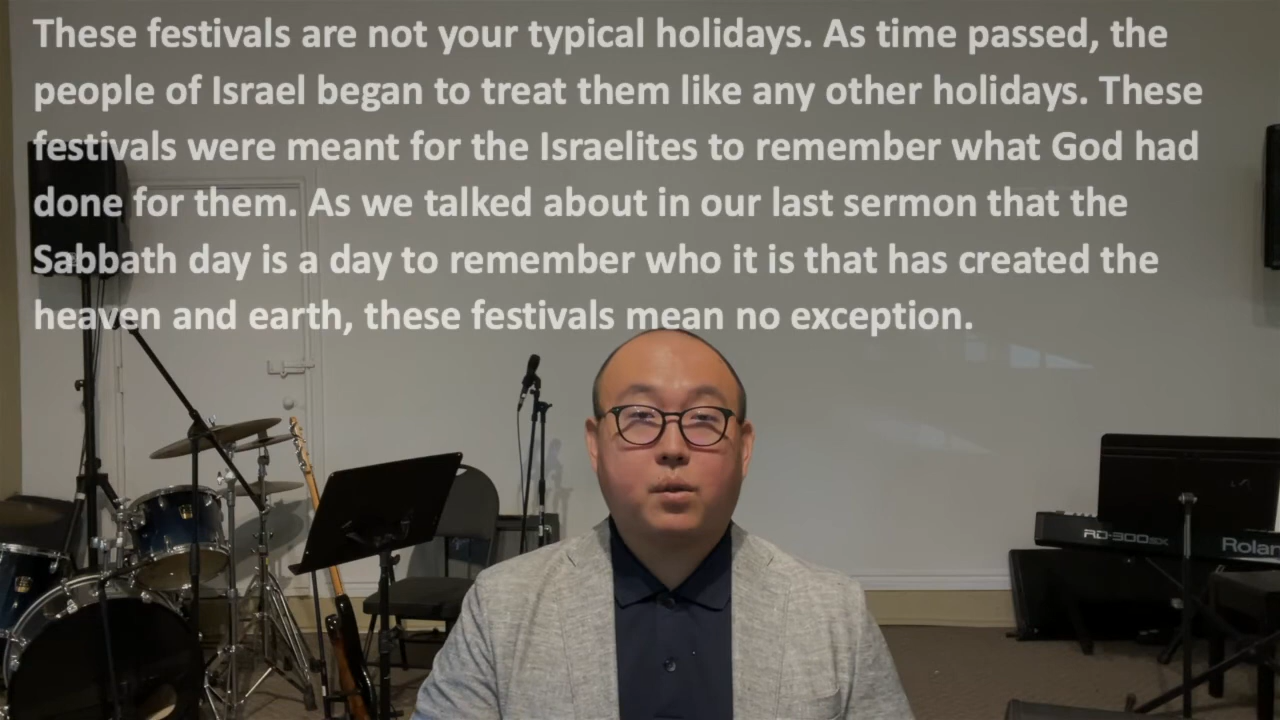 These festivals are not your typical holidays. As time passed, the
people of Israel began to treat them like any other holidays. These
festivals were meant for the Israelites to remember what God had
done for them. As we talked about in our last sermon that the
Sabbath day is a day to remember who it is that has created the
heaven and earth, these festivals mean no exception.
RD-300SX
Roland